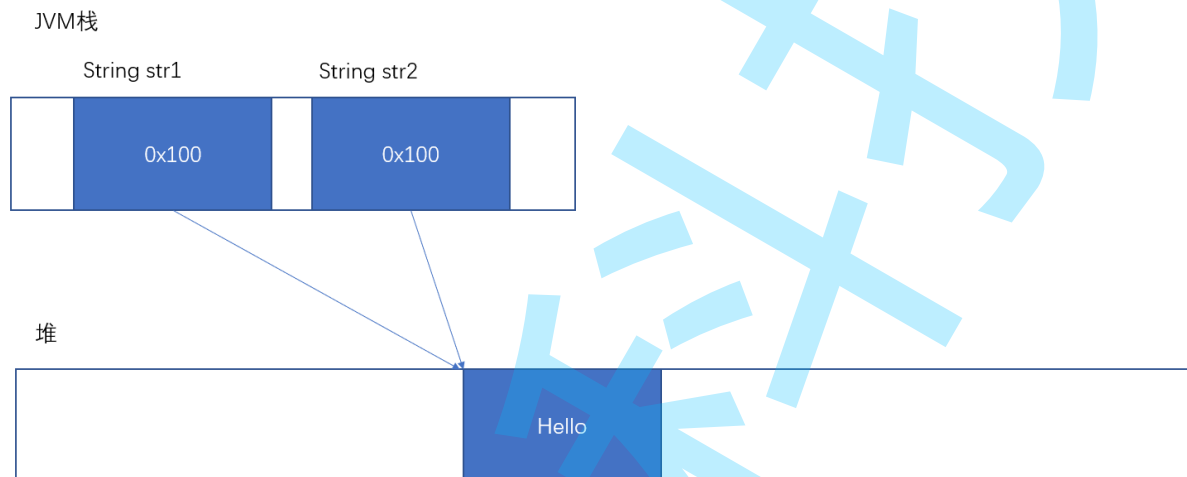 JVM栈
String str1
String str2
0x100
0x100
堆
Hello